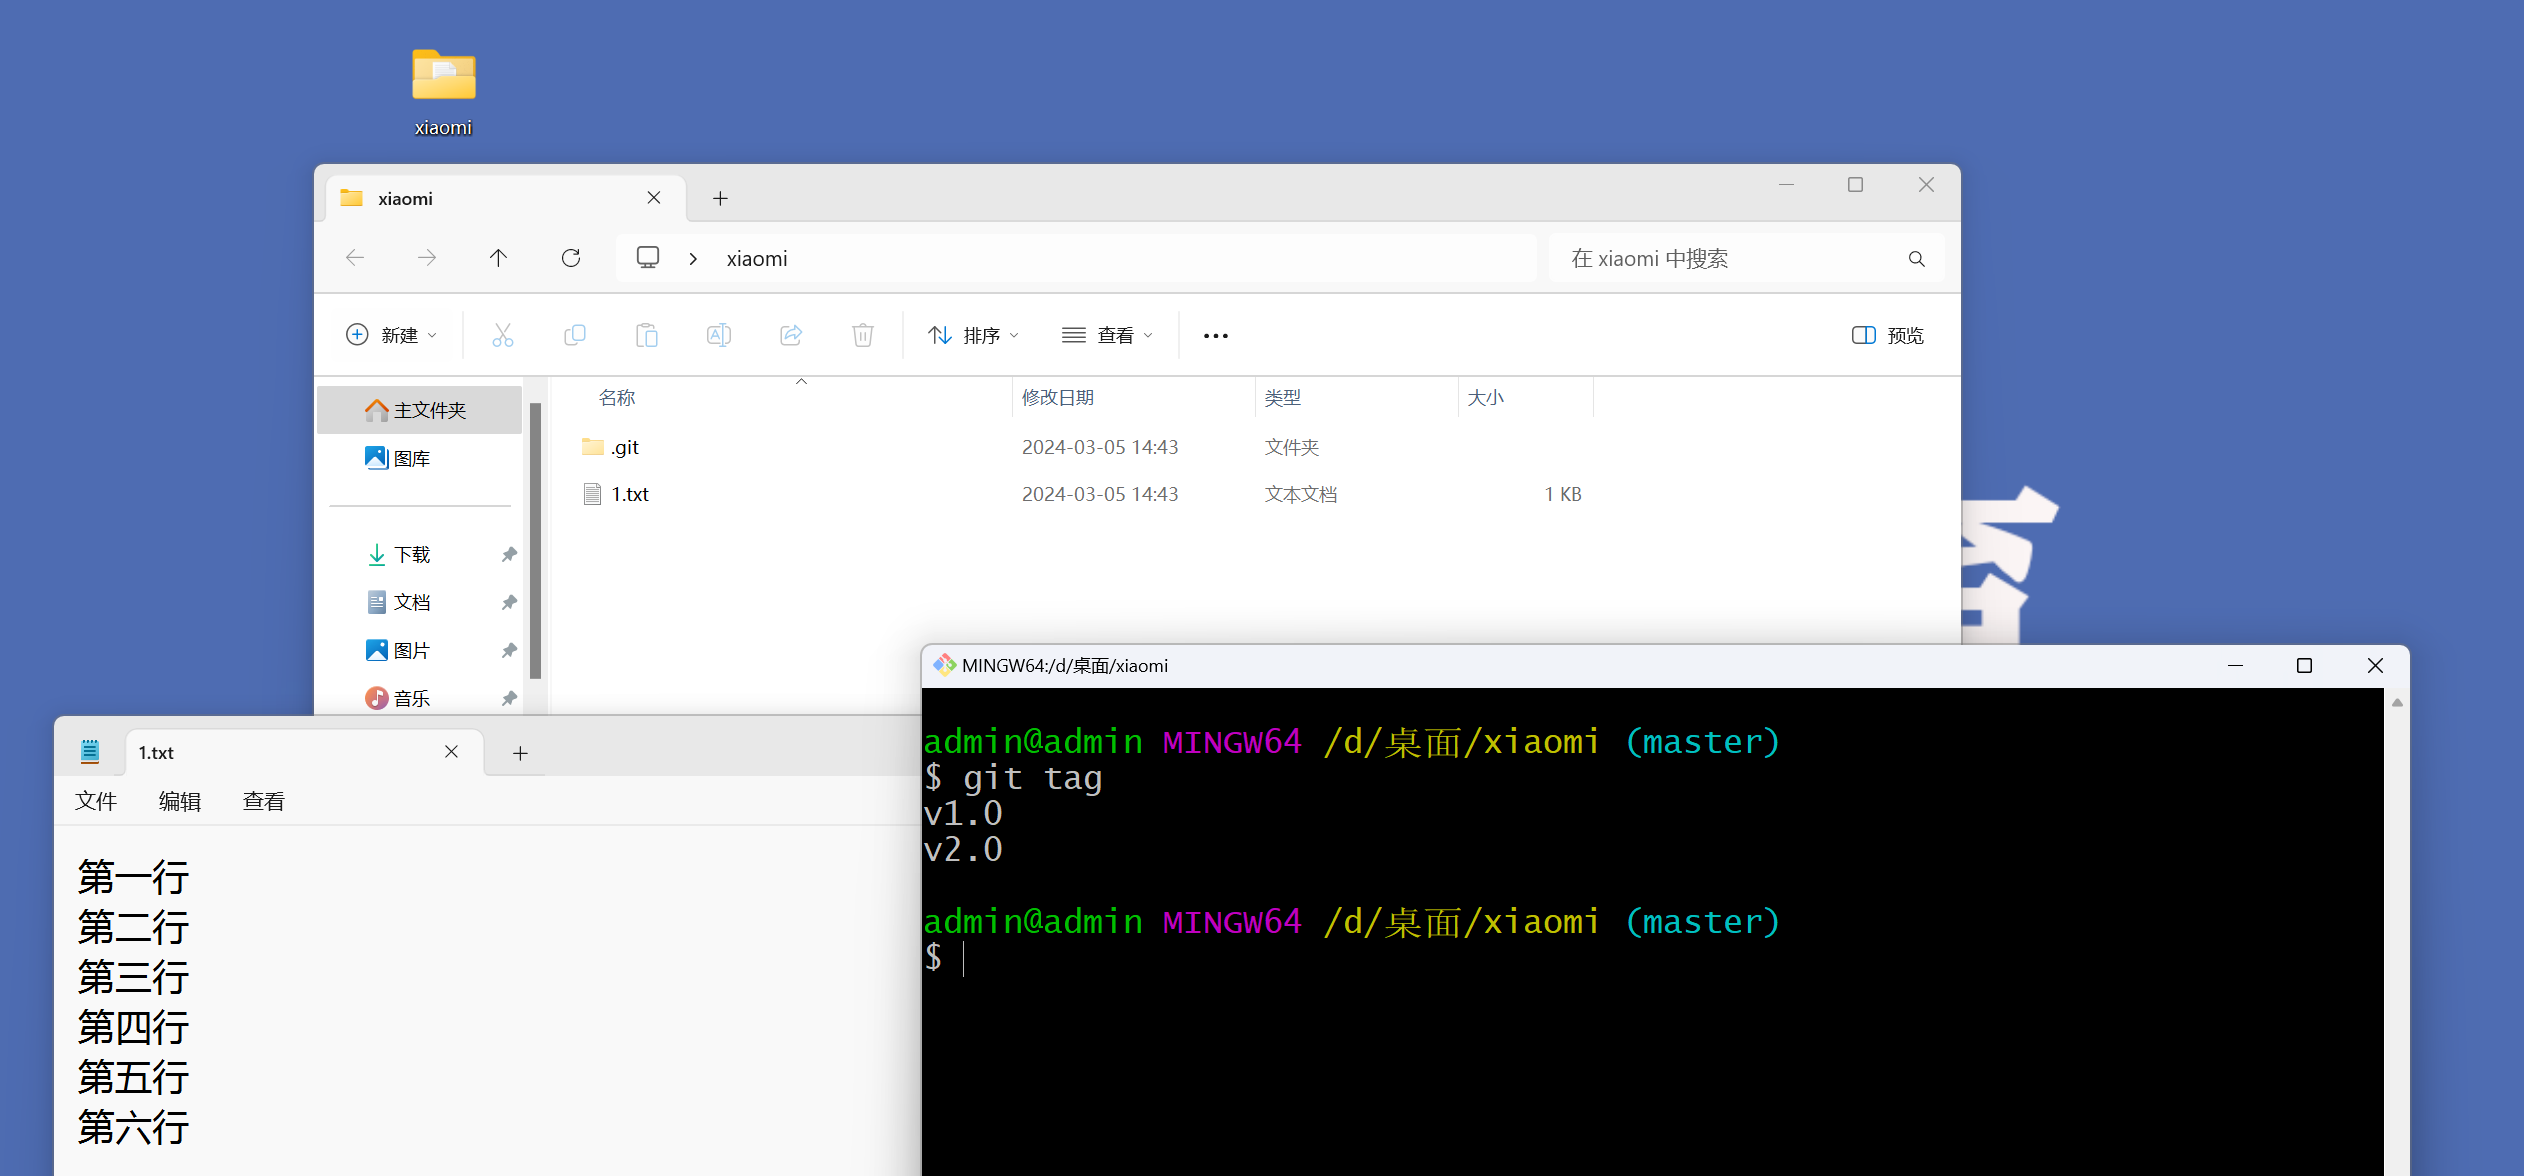 xiaomi
xiaomi
xiaomi
在 xiaomi 中搜索
新建
排序
查看
预览
主文件夹
图库
下载
文档
图片
音乐
名称 修改日期 类型 大小
.git 2024-03-05 14:43 文件夹
1.txt 2024-03-05 14:43 文本文档 1 KB
1.txt
文件 编辑 查看
第一行
第二行
第三行
第四行
第五行
第六行
MINGW64:/d/桌面/xiaomi
admin@admin MINGW64 /d/桌面/xiaomi (master)
$ git tag
v1.0
v2.0
admin@admin MINGW64 /d/桌面/xiaomi (master)
$